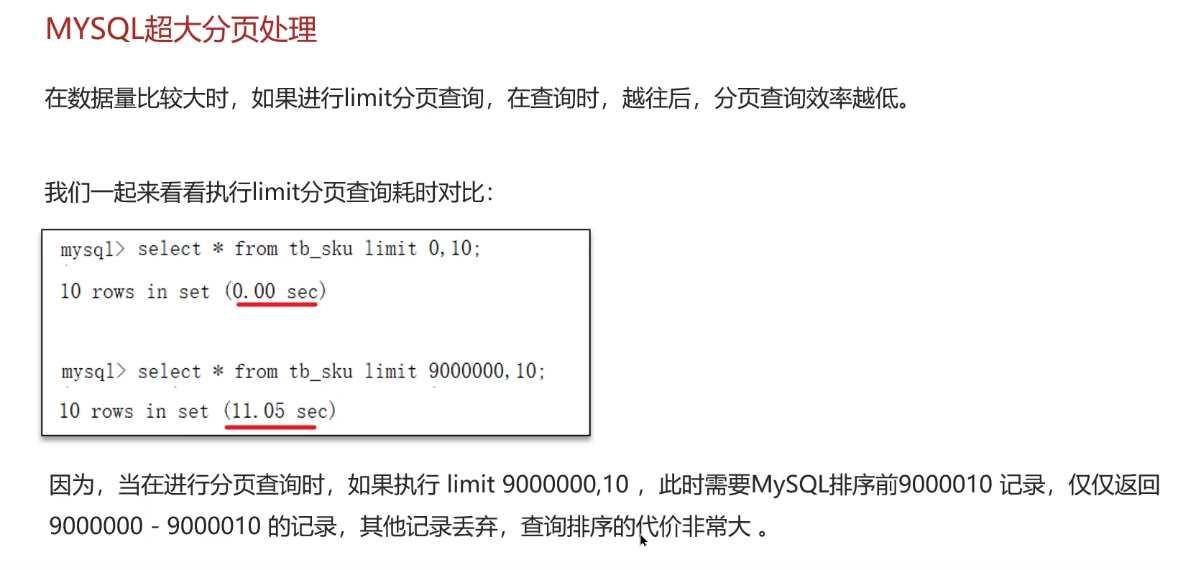 MYSQL超大分页处理
在数据量比较大时，如果进行limit分页查询，在查询时，越往后，分页查询效率越低。
我们一起来看看执行limit分页查询耗时对比：
mysql> select * from tb_sku limit 0,10;
10 rows in set (0.00 sec)
mysql> select * from tb_sku limit 9000000,10;
10 rows in set (11.05 sec)
因为，当在进行分页查询时，如果执行 limit 9000000,10 ，此时需要MySQL排序前9000010 记录，仅仅返回
9000000 - 9000010 的记录，其他记录丢弃，查询排序的代价非常大 。